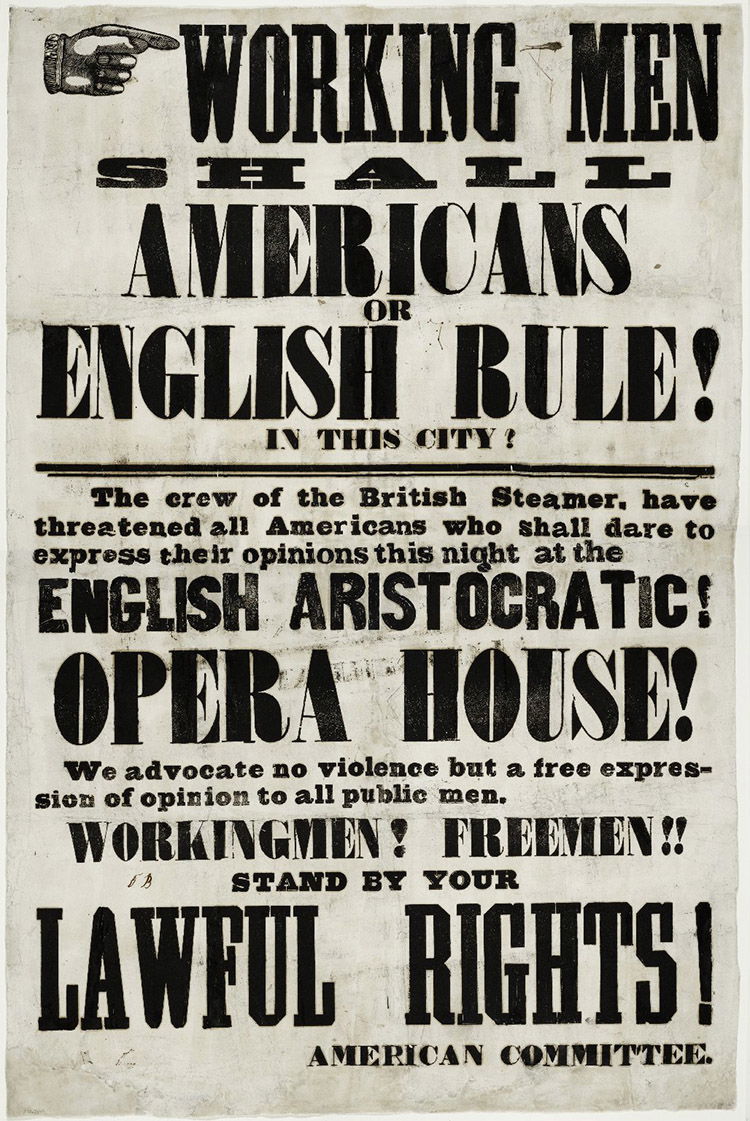 WORKING MEN
SHALL
AMERICANS
OR
ENGLISH RULE!
IN THIS CITY?
The crew of the British Steamer, have
threatened all Americans who shall dare to
express their opinions this night at the
ENGLISH ARISTOCRATIC!
OPERA HOUSE!
We advocate no violence but a free expres-
sion of opinion to all public men.
WORKINGMEN! FREEMEN!!
STAND BY YOUR
LAWFUL RIGHTS!
AMERICAN COMMITTEE.